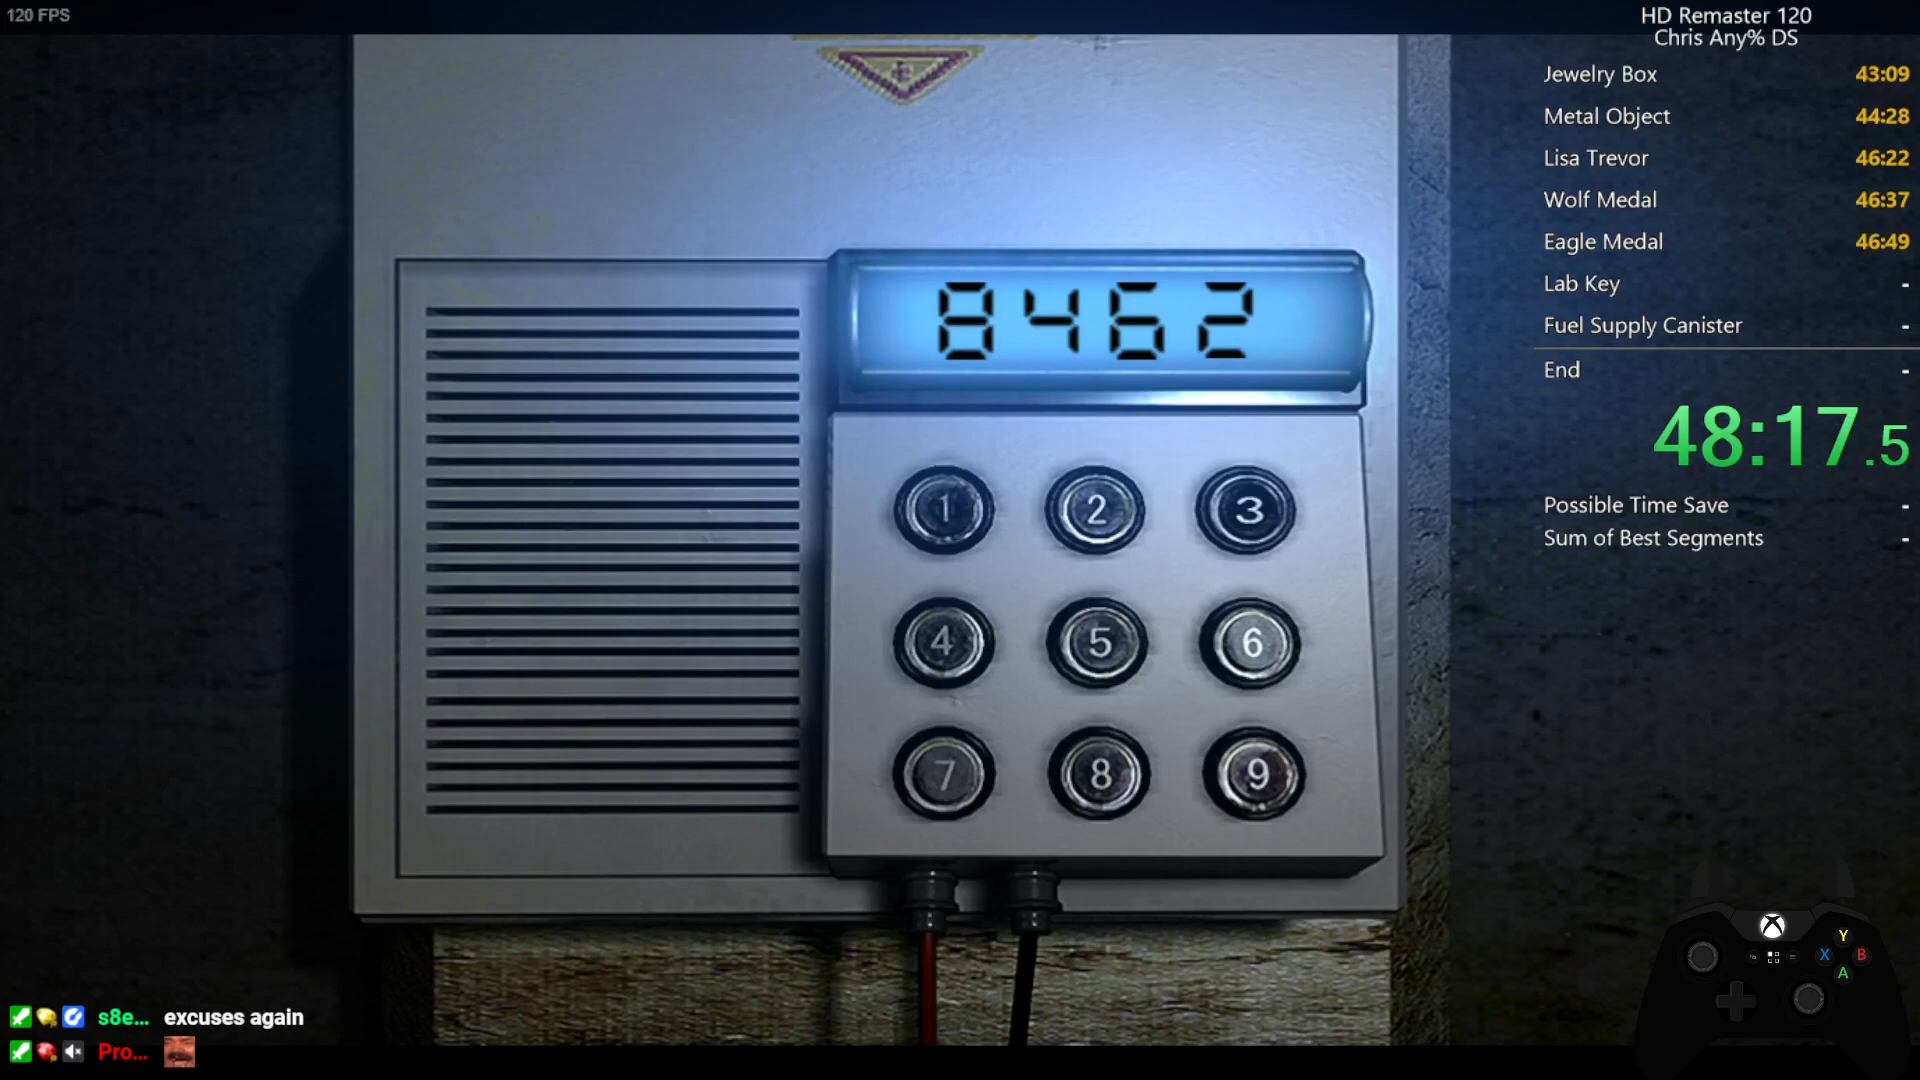 120 FPS
HD Remaster 120
Chris Any% DS
Jewelry Box 43:09
Metal Object 44:28
Lisa Trevor 46:22
Wolf Medal 46:37
Eagle Medal 46:49
Lab Key -
Fuel Supply Canister -
End -
48:17.5
Possible Time Save -
Sum of Best Segments -
8462
1 2 3
4 5 6
7 8 9
Y
X B
A
s8e... excuses again
Pro...